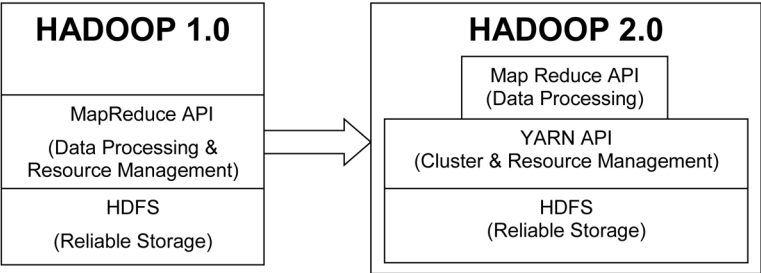 HADOOP 1.0
MapReduce API
(Data Processing &
Resource Management)
HDFS
(Reliable Storage)
HADOOP 2.0
Map Reduce API
(Data Processing)
YARN API
(Cluster & Resource Management)
HDFS
(Reliable Storage)